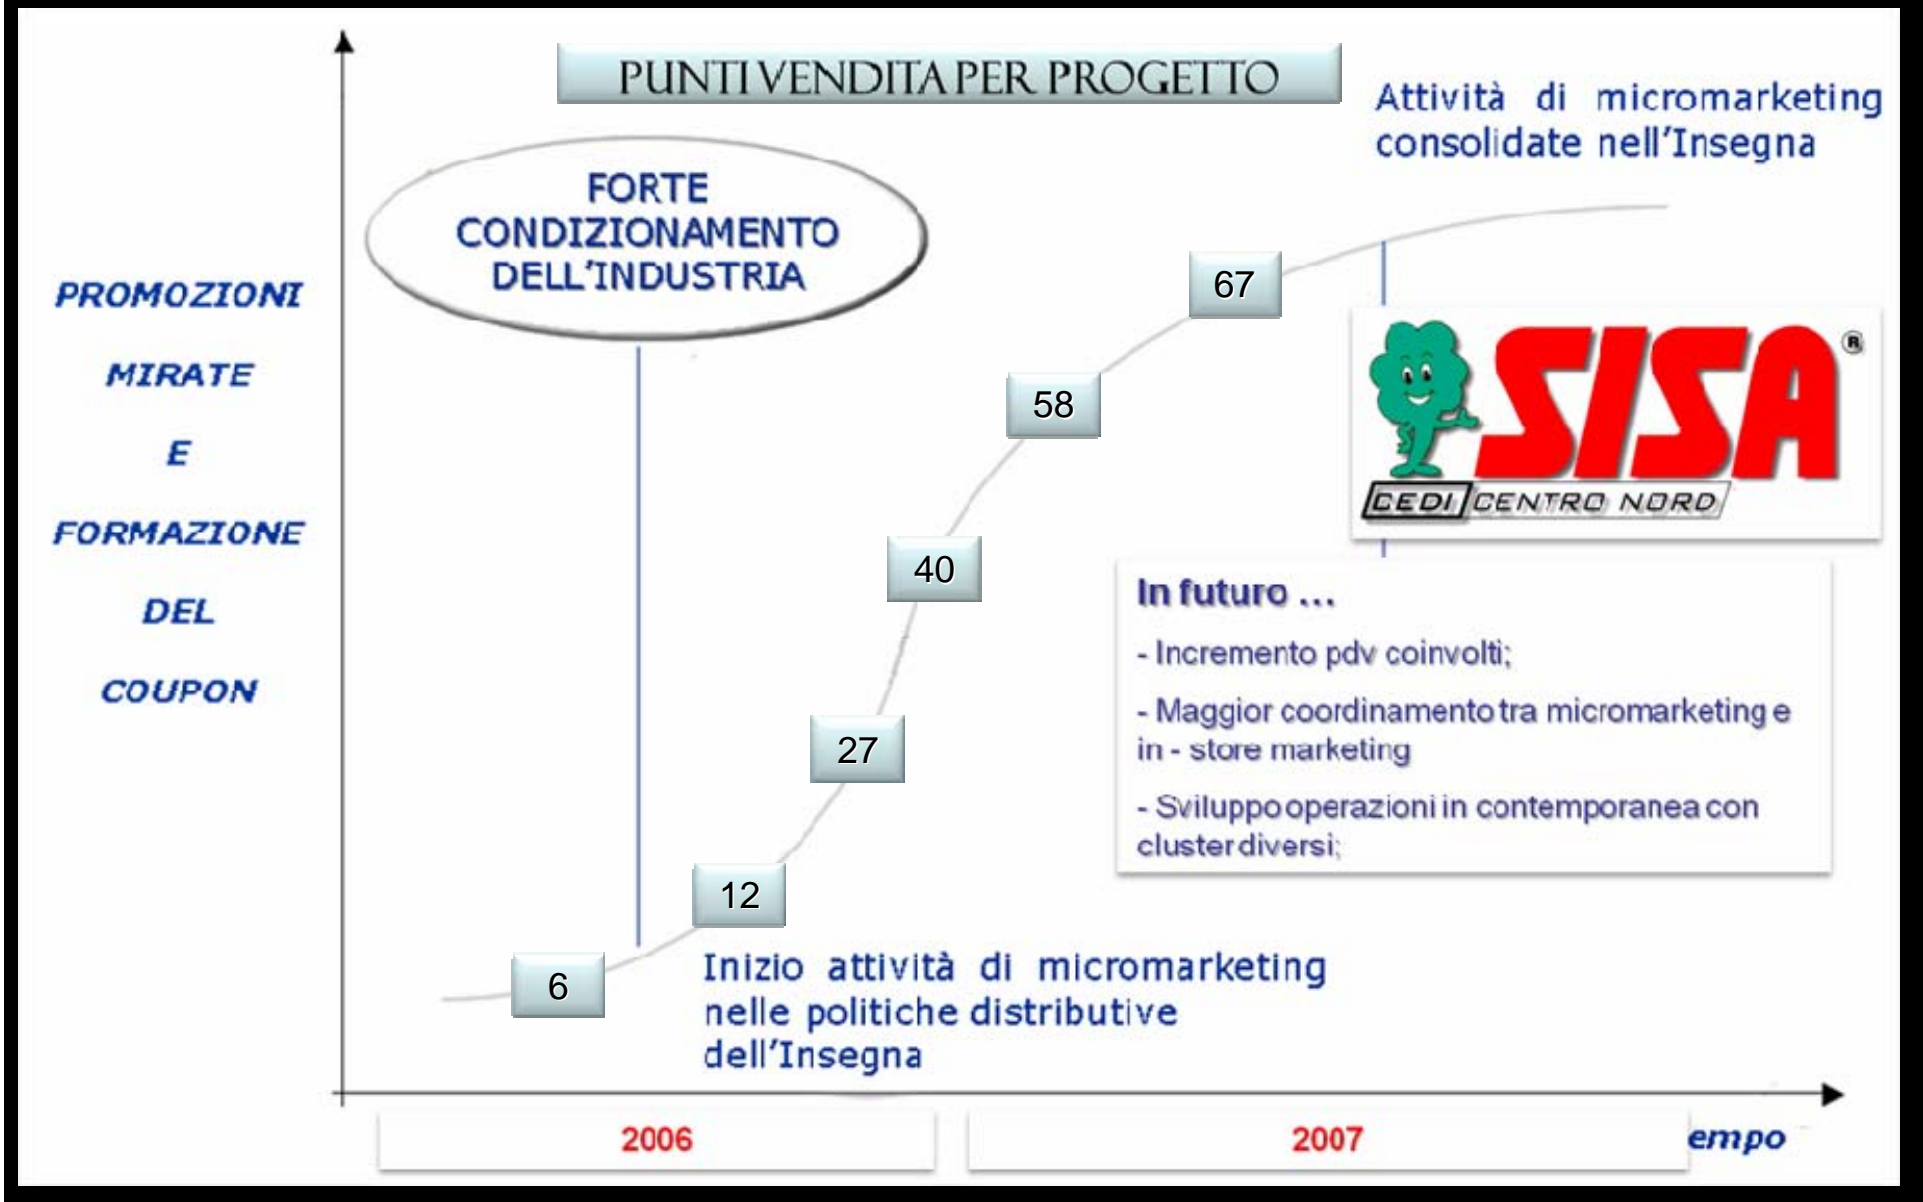 PUNTI VENDITA PER PROGETTO
Attività di micromarketing
consolidate nell'Insegna
FORTE
CONDIZIONAMENTO
DELL'INDUSTRIA
PROMOZIONI
MIRATE
E
FORMAZIONE
DEL
COUPON
67
58
40
27
12
6
SISA®
CEDI CENTRO NORD
In futuro ...
- Incremento pdv coinvolti;
- Maggior coordinamento tra micromarketing e
in - store marketing
- Sviluppo operazioni in contemporanea con
cluster diversi;
Inizio attività di micromarketing
nelle politiche distributive
dell'Insegna
2006
2007
empo